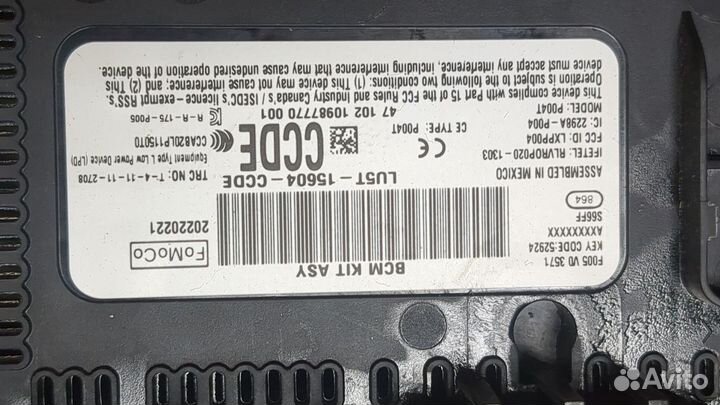 F005 V0 3571
KEY CODE:52924
AXXXXXXXX
S66FF
864
ASSEMBLED IN MEXICO
BCM KIT ASY
FoMoCo
20220221
LU5T-15604-CCDE
CCDE
TRC NO: T-4-11-11-2708
Equipment Type Low Power Device (LPD)
CCAB20LP1150T0
R-R-175-P005
IFETEL: RLVROP020-1303
FCC ID: LXPP004
IC: 3298A-P004
MODEL: P004T
CE TYPE: P004T
47 102 10987770 001
This device complies with Part 15 of the FCC Rules and Industry Canada's / ISEDC's - licence - exempt RSS's.
Operation is subject to the following two conditions: (1) This device may not cause interference; and (2) This
device must accept any interference, including interference that may cause undesired operation of the device.
Avito